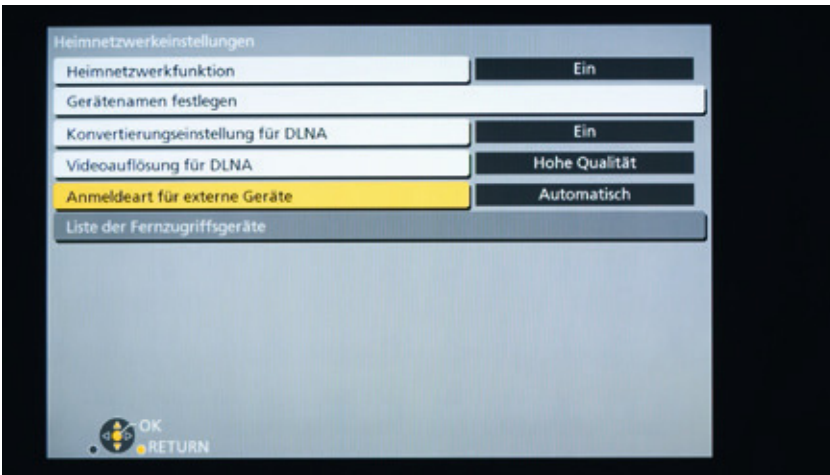 Heimnetzwerkeinstellungen
Heimnetzwerkfunktion Ein
Gerätenamen festlegen
Konvertierungseinstellung für DLNA Ein
Videoauflösung für DLNA Hohe Qualität
Anmeldeart für externe Geräte Automatisch
Liste der Fernzugriffsgeräte
OK
RETURN